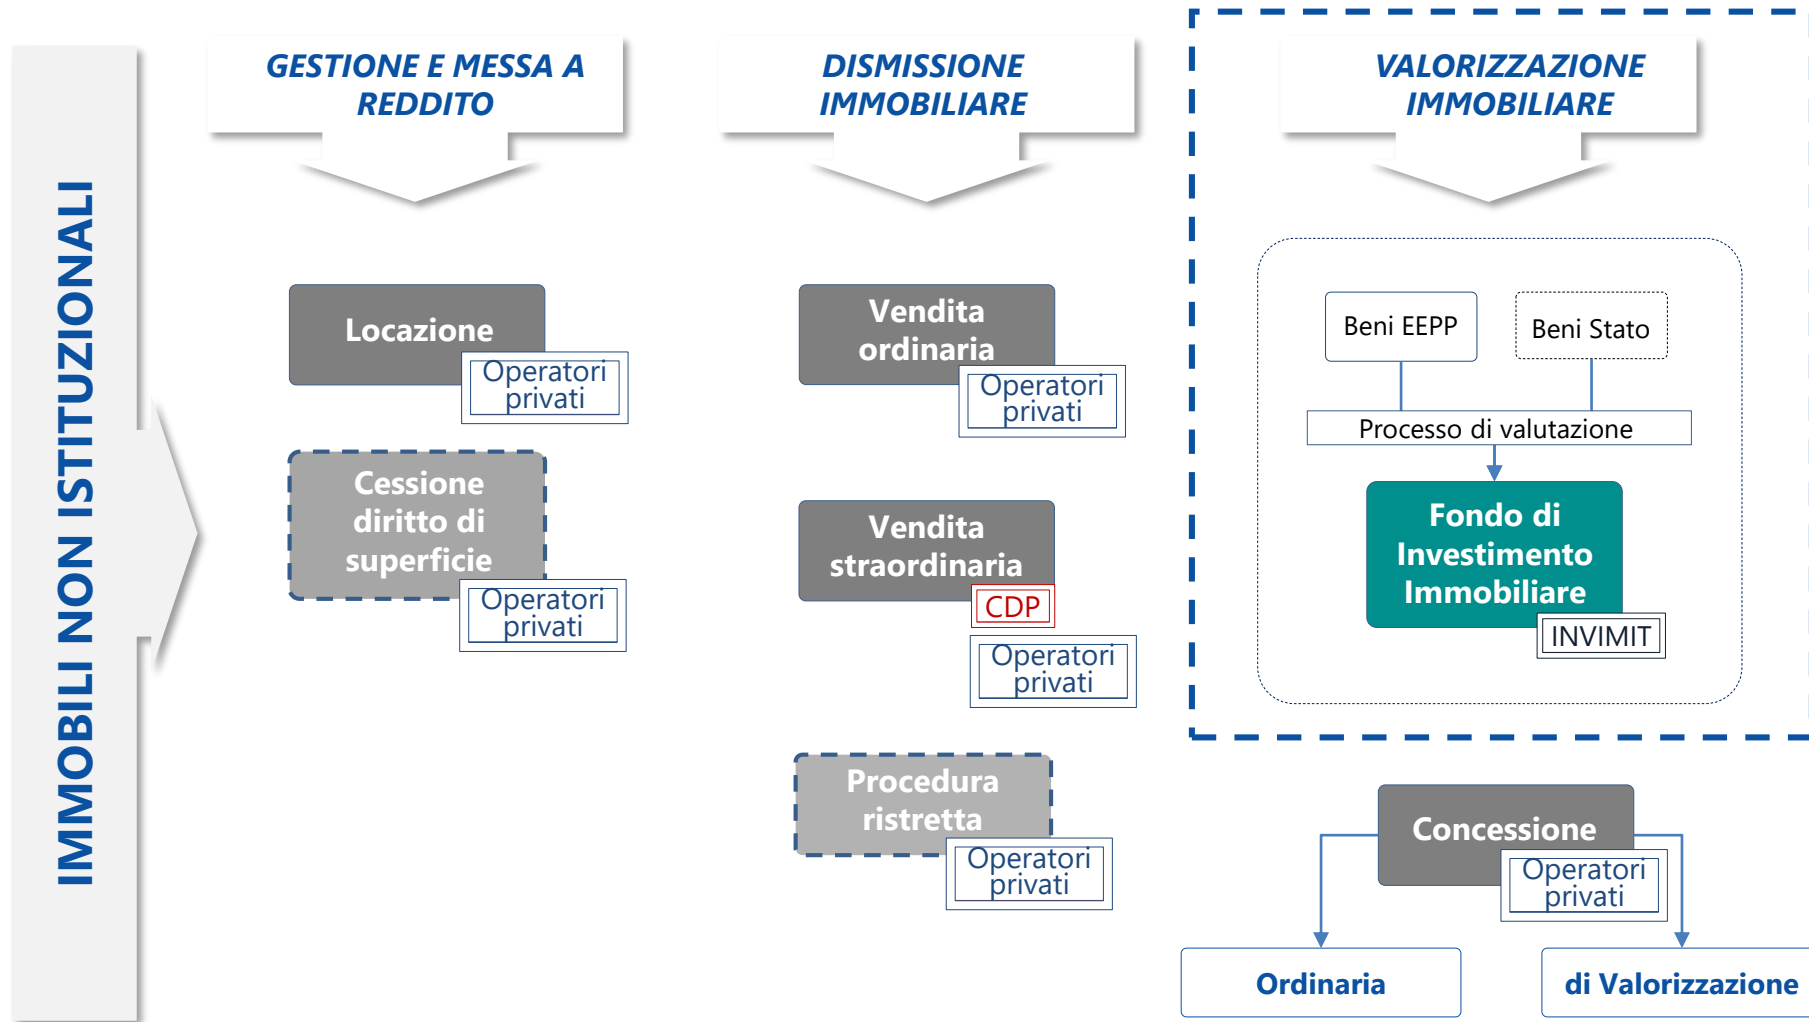 IMMOBILI NON ISTITUZIONALI
GESTIONE E MESSA A
REDDITO
Locazione
Operatori
privati
Cessione
diritto di
superficie
Operatori
privati
DISMISSIONE
IMMOBILIARE
Vendita
ordinaria
Operatori
privati
Vendita
straordinaria
CDP
Operatori
privati
Procedura
ristretta
Operatori
privati
VALORIZZAZIONE
IMMOBILIARE
Beni EEPP
Beni Stato
Processo di valutazione
Fondo di
Investimento
Immobiliare
INVIMIT
Concessione
Operatori
privati
Ordinaria
di Valorizzazione